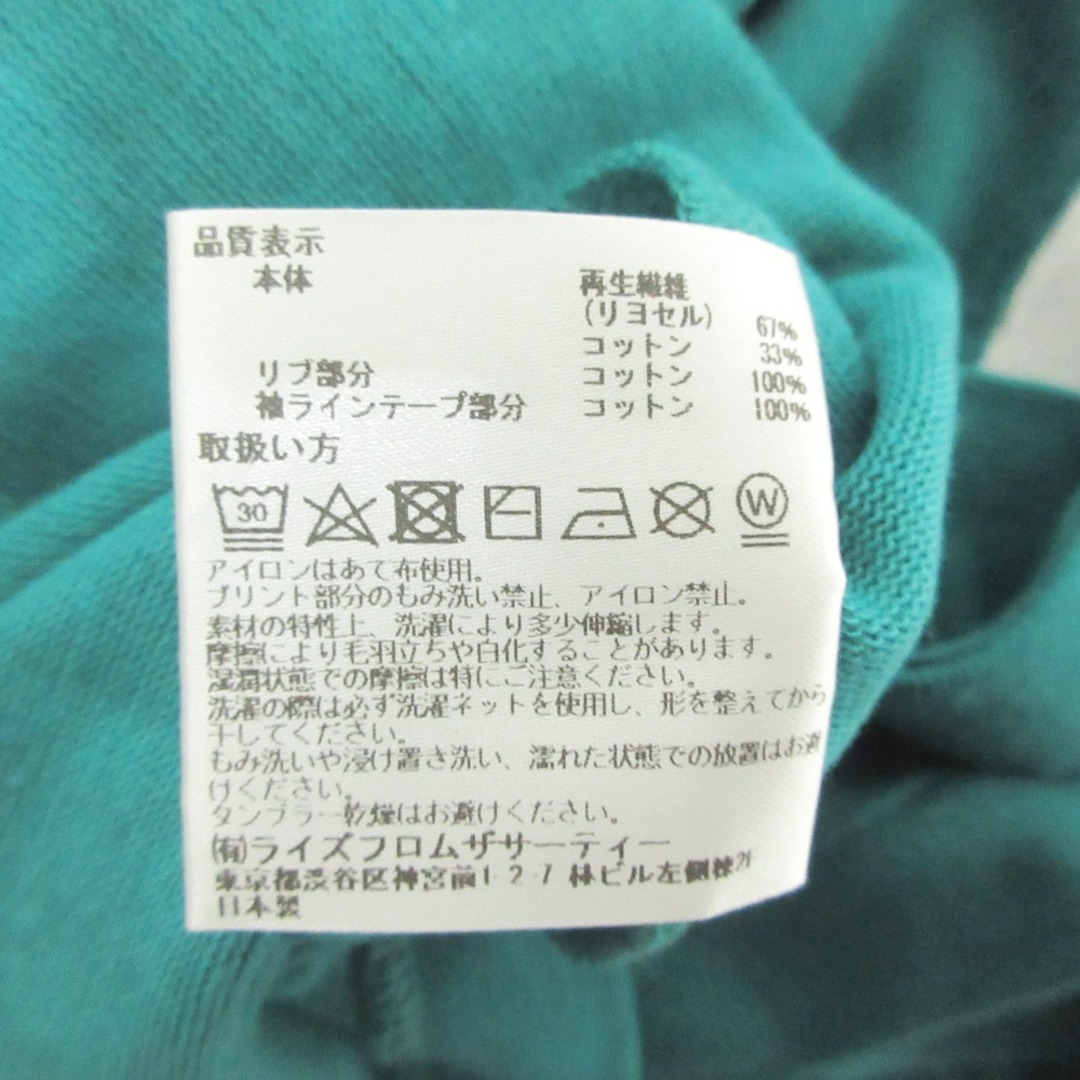 品質表示
本体 再生繊維
(リヨセル) 67%
コットン 33%
リブ部分 コットン 100%
袖ラインテープ部分 コットン 100%
取扱い方
30 W
アイロンはあて布使用。
プリント部分のもみ洗い禁止、アイロン禁止。
素材の特性上、洗濯により多少伸縮します。
摩擦により毛羽立ちや白化することがあります。
湿潤状態での摩擦は特にご注意ください。
洗濯の際は必ず洗濯ネットを使用し、形を整えてから
干してください。
もみ洗いや浸け置き洗い、濡れた状態での放置はお避
けください。
タンブラー乾燥はお避けください。
(有)ライズフロムザサーティー
東京都渋谷区神宮前1-2-7 林ビル左側棟2F
日本製